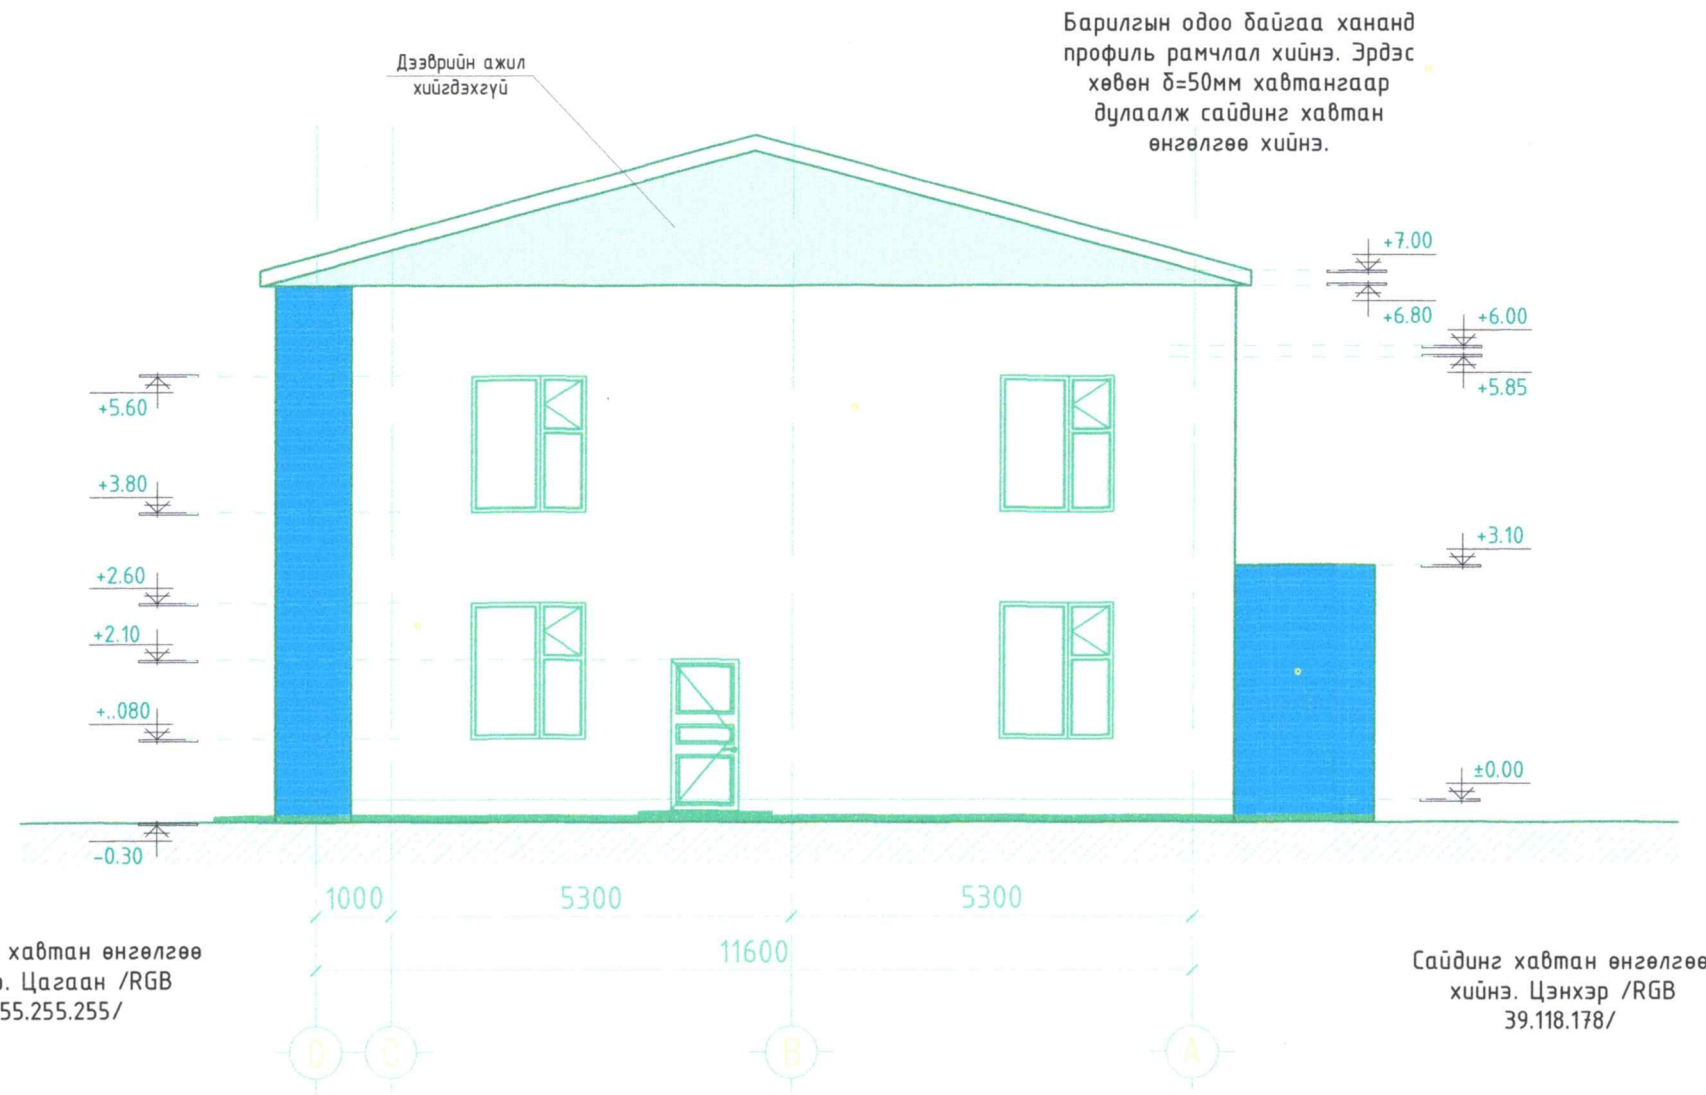 Барилгын одоо байгаа хананд
профиль рамчлал хийнэ. Эрдэс
хөвөн δ=50мм хавтангаар
дулаалж сайдинг хавтан
өнгөлгөө хийнэ.
Дээврийн ажил
хийгдэхгүй
+7.00
+6.80
+6.00
+5.85
+5.60
+3.80
+3.10
+2.60
+2.10
+..080
±0.00
-0.30
1000
5300
5300
11600
хавтан өнгөлгөө
Цагаан /RGB
55.255.255/
Сайдинг хавтан өнгөлгөө
хийнэ. Цэнхэр /RGB
39.118.178/
D
C
B
A